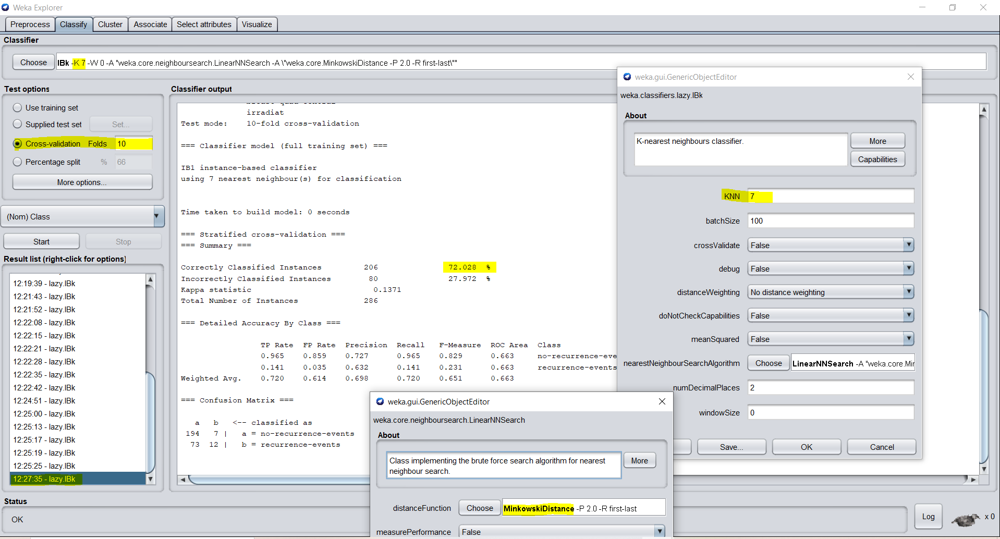 Weka Explorer
Preprocess Classify Cluster Associate Select attributes Visualize
Classifier
Choose IBk -K 7 -W 0 -A "weka.core.neighboursearch.LinearNNSearch -A \"weka.core.MinkowskiDistance -P 2.0 -R first-last\""
Test options
Use training set
Supplied test set Set...
Cross-validation Folds 10
Percentage split % 66
More options...
(Nom) Class
Start Stop
Result list (right-click for options)
12:19:39 - lazy.IBk
12:21:43 - lazy.IBk
12:21:52 - lazy.IBk
12:22:08 - lazy.IBk
12:22:15 - lazy.IBk
12:22:21 - lazy.IBk
12:22:28 - lazy.IBk
12:22:35 - lazy.IBk
12:22:42 - lazy.IBk
12:24:51 - lazy.IBk
12:25:00 - lazy.IBk
12:25:13 - lazy.IBk
12:25:17 - lazy.IBk
12:25:19 - lazy.IBk
12:25:25 - lazy.IBk
12:27:35 - lazy.IBk
Classifier output
irradiat
Test mode: 10-fold cross-validation
=== Classifier model (full training set) ===
IB1 instance-based classifier
using 7 nearest neighbour(s) for classification
Time taken to build model: 0 seconds
=== Stratified cross-validation ===
=== Summary ===
Correctly Classified Instances 206 72.028 %
Incorrectly Classified Instances 80 27.972 %
Kappa statistic 0.1371
Total Number of Instances 286
=== Detailed Accuracy By Class ===
TP Rate FP Rate Precision Recall F-Measure ROC Area Class
0.965 0.859 0.727 0.965 0.829 0.663 no-recurrence-eve
0.141 0.035 0.632 0.141 0.231 0.663 recurrence-events
Weighted Avg. 0.720 0.614 0.698 0.720 0.651 0.663
=== Confusion Matrix ===
a b <-- classified as
194 7 | a = no-recurrence-events
73 12 | b = recurrence-events
weka.gui.GenericObjectEditor
weka.classifiers.lazy.IBk
About
K-nearest neighbours classifier.
More
Capabilities
KNN 7
batchSize 100
crossValidate False
debug False
distanceWeighting No distance weighting
doNotCheckCapabilities False
meanSquared False
nearestNeighbourSearchAlgorithm Choose LinearNNSearch -A "weka.core.Mir
numDecimalPlaces 2
windowSize 0
Save... OK Cancel
weka.gui.GenericObjectEditor
weka.core.neighboursearch.LinearNNSearch
About
Class implementing the brute force search algorithm for nearest
neighbour search.
More
distanceFunction Choose MinkowskiDistance -P 2.0 -R first-last
measurePerformance False
Status
OK
Log x 0